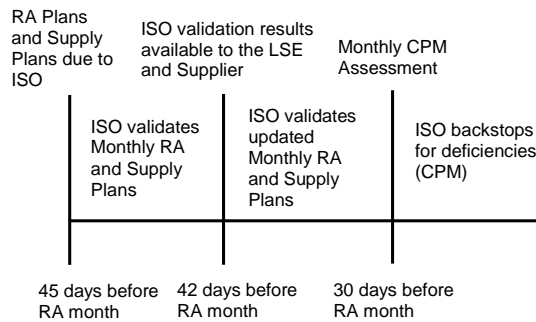 RA Plans
and Supply
Plans due to
ISO
ISO validation results
available to the LSE
and Supplier
Monthly CPM
Assessment
ISO validates
Monthly RA
and Supply
Plans
ISO validates
updated
Monthly RA
and Supply
Plans
ISO backstops
for deficiencies
(CPM)
45 days before
RA month
42 days before
RA month
30 days before
RA month